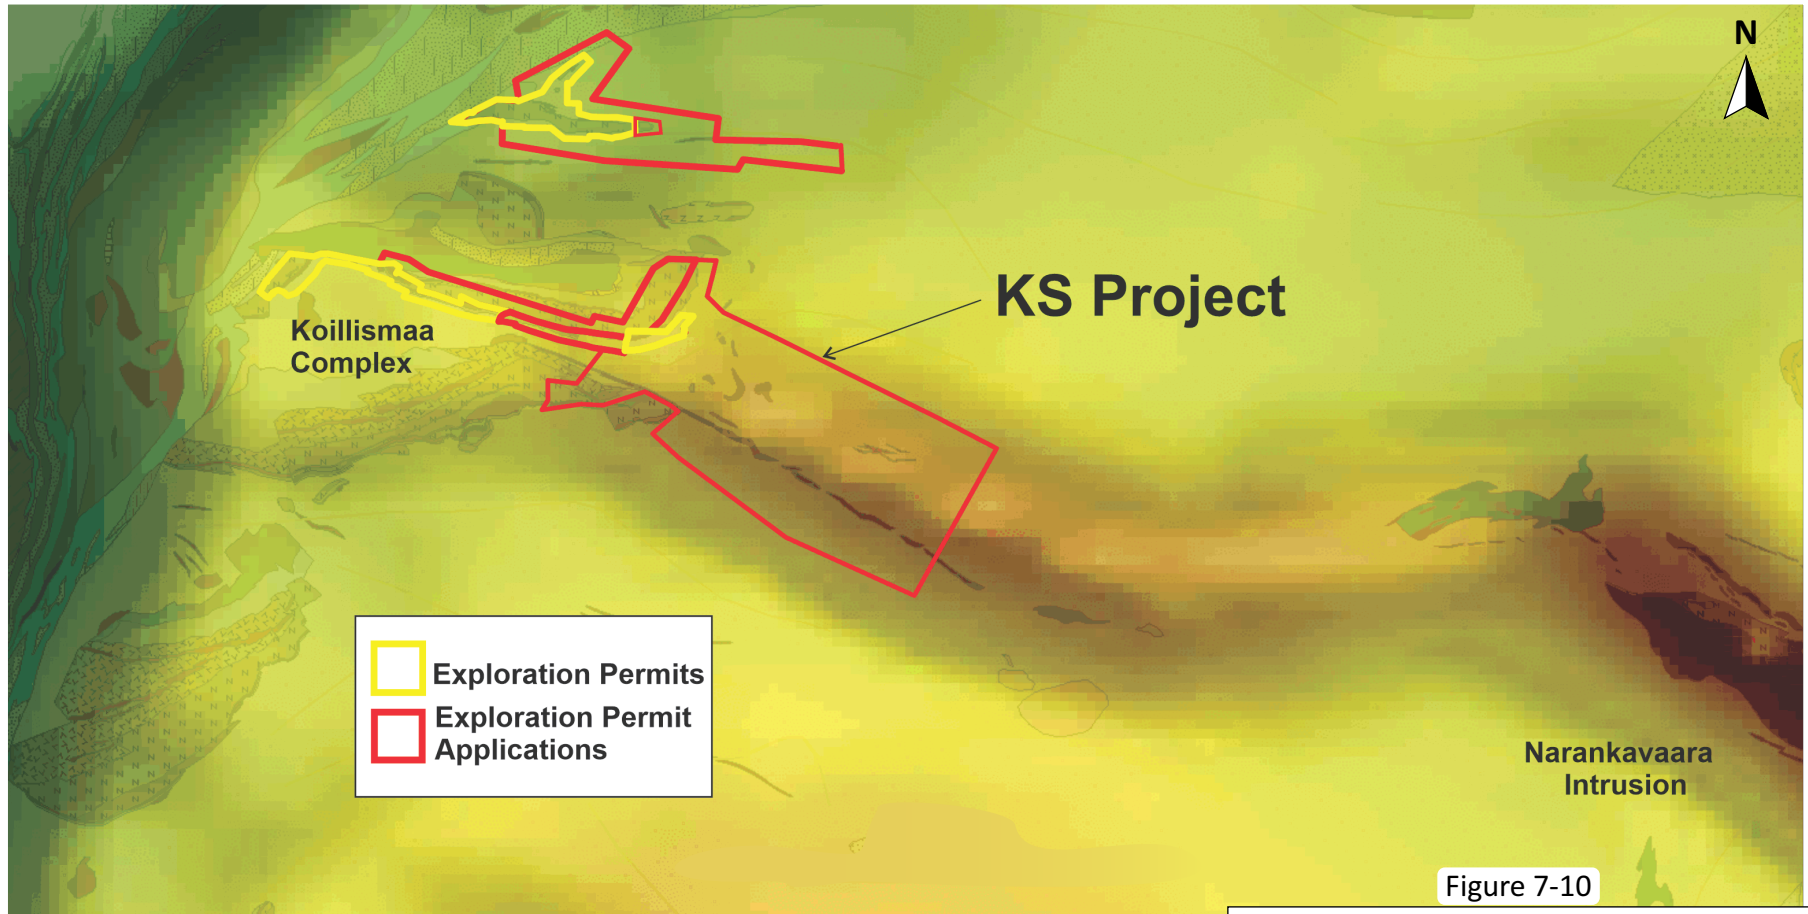 N
KS Project
Koillismaa
Complex
Exploration Permits
Exploration Permit
Applications
Narankavaara
Intrusion
Figure 7-10